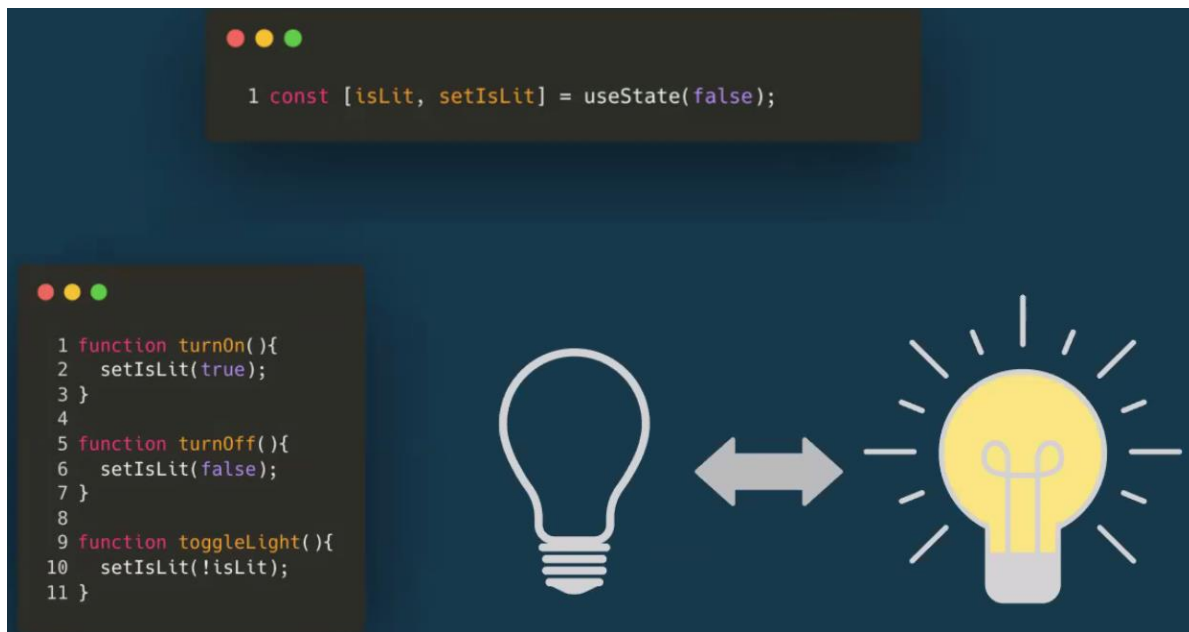 1 const [isLit, setIsLit] = useState(false);
1 function turnOn(){
2   setIsLit(true);
3 }
4
5 function turnOff(){
6   setIsLit(false);
7 }
8
9 function toggleLight(){
10   setIsLit(!isLit);
11 }